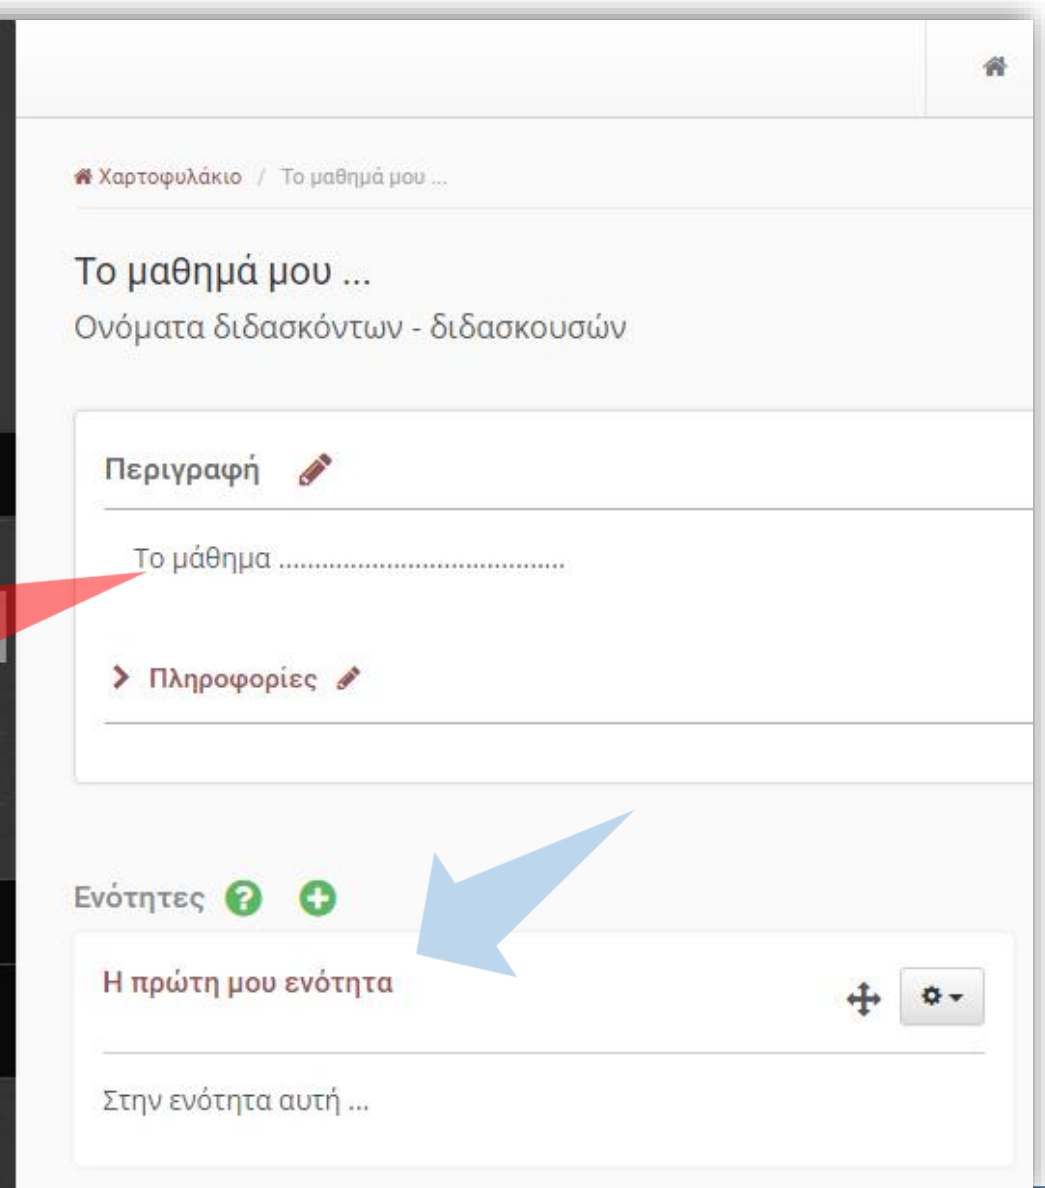 Χαρτοφυλάκιο / Το μαθημά μου ...
Το μαθημά μου ...
Ονόματα διδασκόντων - διδασκουσών
Περιγραφή
Το μάθημα ........................................
Πληροφορίες
Ενότητες
Η πρώτη μου ενότητα
Στην ενότητα αυτή ...